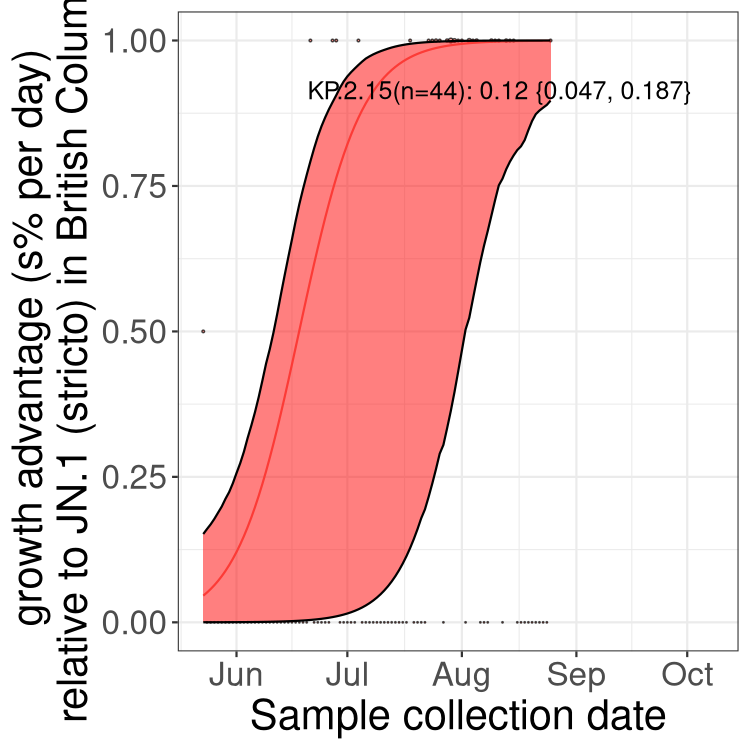 growth advantage (s% per day)
relative to JN.1 (stricto) in British Colum
1.00
0.75
0.50
0.25
0.00
KP.2.15(n=44): 0.12 {0.047, 0.187}
Jun Jul Aug Sep Oct
Sample collection date